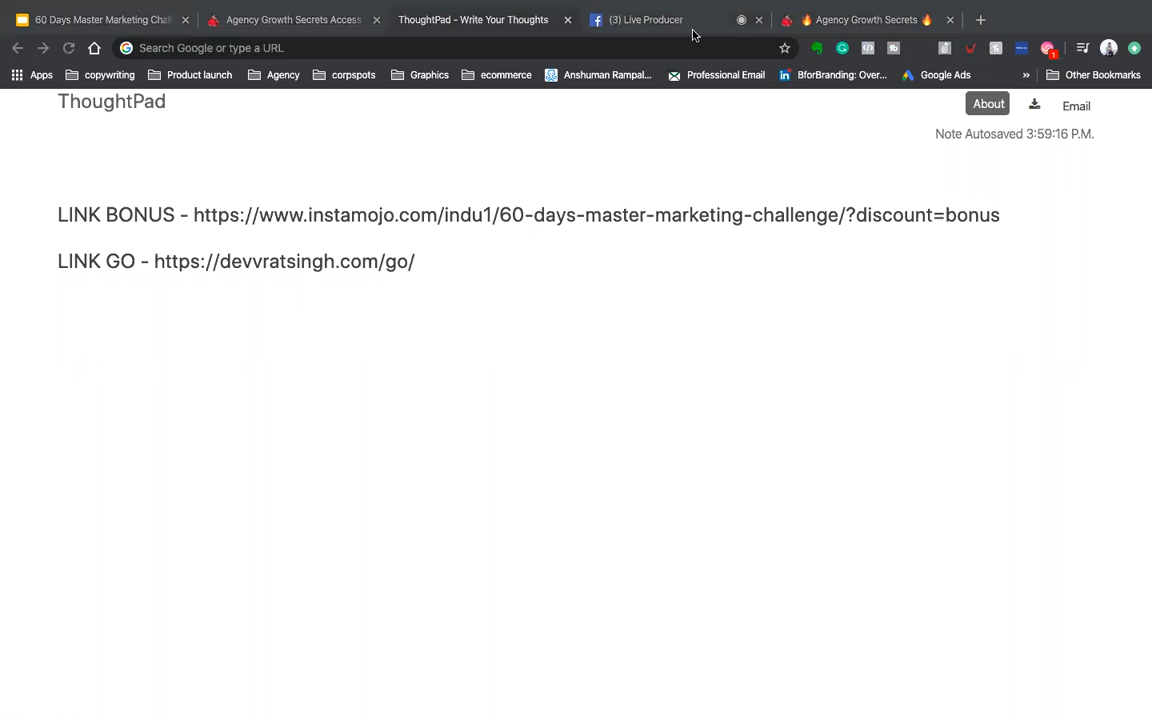 60 Days Master Marketing Chal
Agency Growth Secrets Access
ThoughtPad - Write Your Thoughts
(3) Live Producer
🔥 Agency Growth Secrets 🔥
Search Google or type a URL
1
Apps
copywriting
Product launch
Agency
corpspots
Graphics
ecommerce
Anshuman Rampal...
Professional Email
BforBranding: Over...
Google Ads
»
Other Bookmarks
ThoughtPad
About
Email
Note Autosaved 3:59:16 P.M.
LINK BONUS - https://www.instamojo.com/indu1/60-days-master-marketing-challenge/?discount=bonus
LINK GO - https://devvratsingh.com/go/